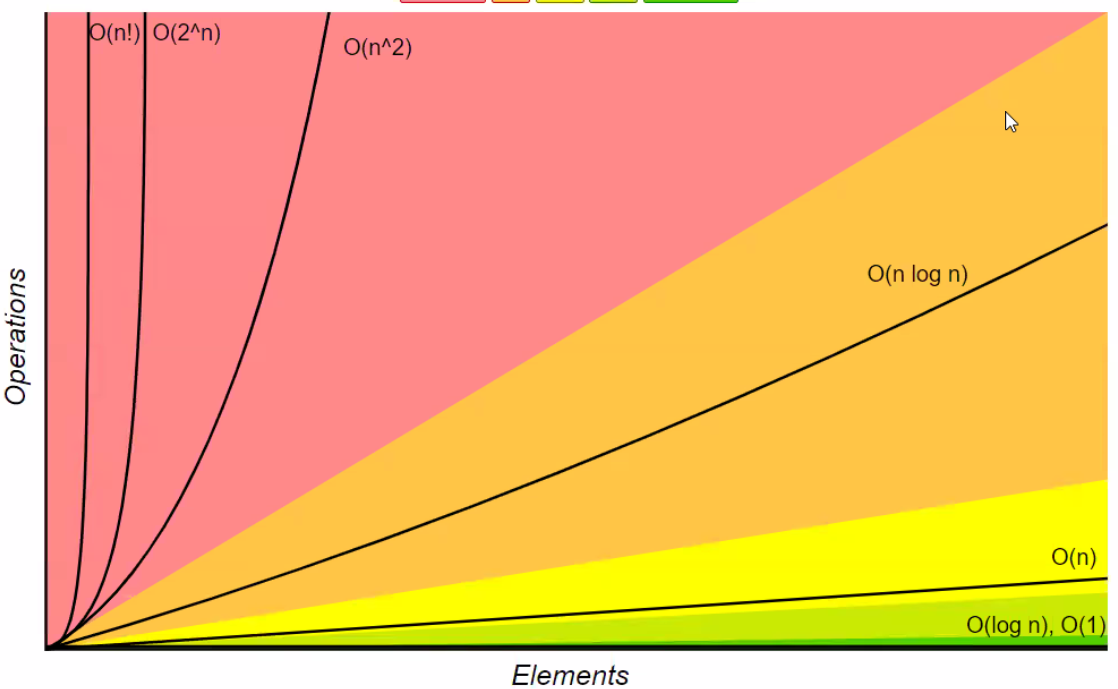 O(n!) O(2^n)
O(n^2)
O(n log n)
O(n)
O(log n), O(1)
Operations
Elements